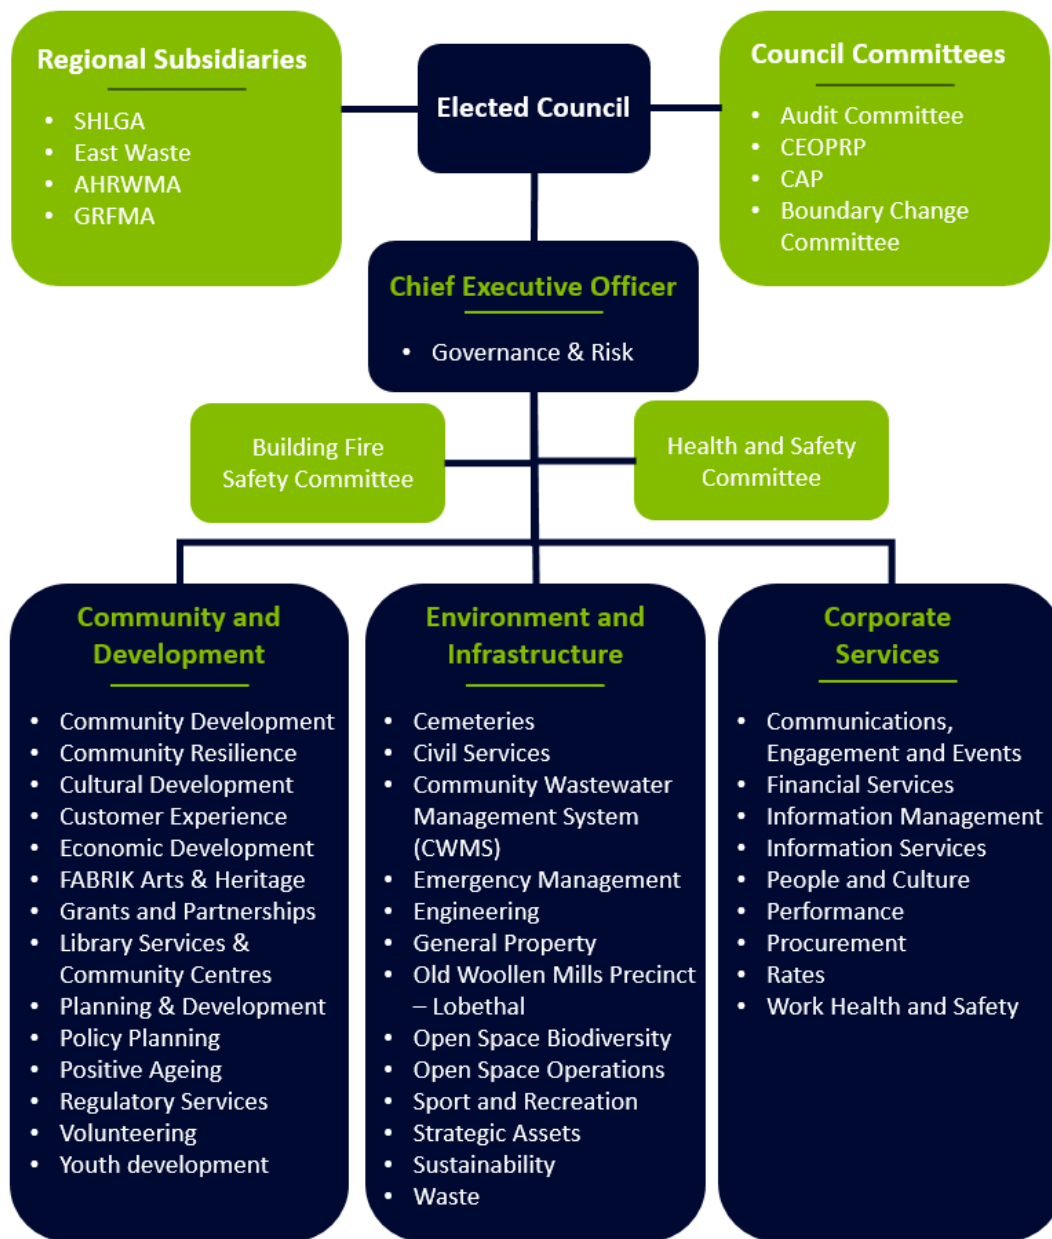 Regional Subsidiaries
• SHLGA
• East Waste
• AHRWMA
• GRFMA
Elected Council
Council Committees
• Audit Committee
• CEOPRP
• CAP
• Boundary Change
Committee
Chief Executive Officer
• Governance & Risk
Building Fire
Safety Committee
Health and Safety
Committee
Community and
Development
• Community Development
• Community Resilience
• Cultural Development
• Customer Experience
• Economic Development
• FABRIK Arts & Heritage
• Grants and Partnerships
• Library Services &
Community Centres
• Planning & Development
• Policy Planning
• Positive Ageing
• Regulatory Services
• Volunteering
• Youth development
Environment and
Infrastructure
• Cemeteries
• Civil Services
• Community Wastewater
Management System
(CWMS)
• Emergency Management
• Engineering
• General Property
• Old Woollen Mills Precinct
– Lobethal
• Open Space Biodiversity
• Open Space Operations
• Sport and Recreation
• Strategic Assets
• Sustainability
• Waste
Corporate
Services
• Communications,
Engagement and Events
• Financial Services
• Information Management
• Information Services
• People and Culture
• Performance
• Procurement
• Rates
• Work Health and Safety